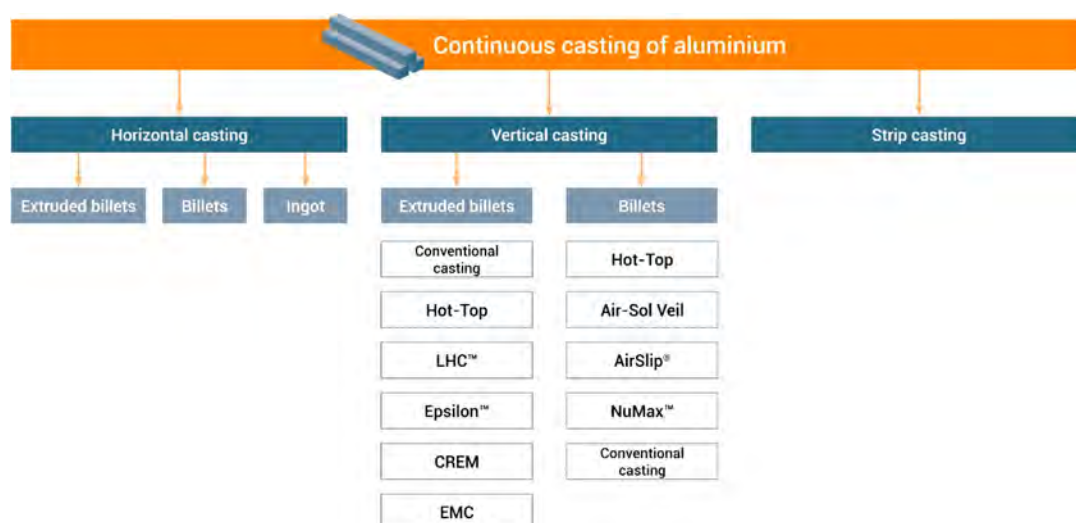 Continuous casting of aluminium
Horizontal casting
Vertical casting
Strip casting
Extruded billets
Billets
Ingot
Extruded billets
Billets
Conventional
casting
Hot-Top
LHC™
Epsilon™
CREM
EMC
Hot-Top
Air-Sol Veil
AirSlip®
NuMax™
Conventional
casting